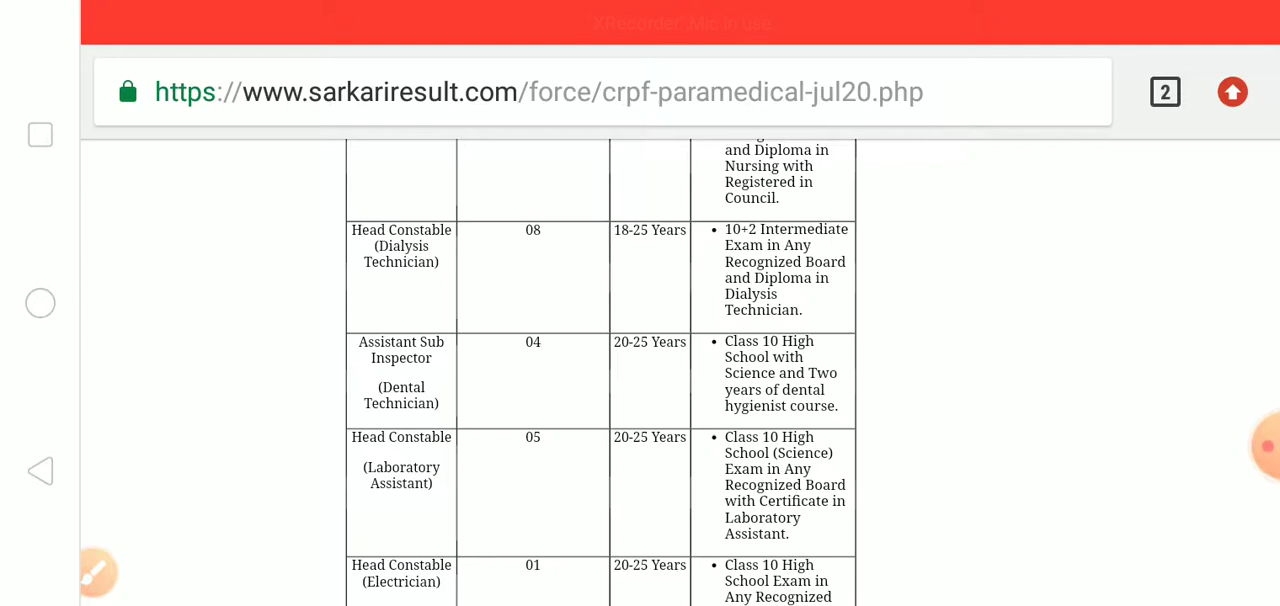 XRecorder' Mic in use
https://www.sarkariresult.com/force/crpf-paramedical-jul20.php
2
and Diploma in
Nursing with
Registered in
Council.
Head Constable
(Dialysis
Technician)
08
18-25 Years
• 10+2 Intermediate
Exam in Any
Recognized Board
and Diploma in
Dialysis
Technician.
Assistant Sub
Inspector
(Dental
Technician)
04
20-25 Years
• Class 10 High
School with
Science and Two
years of dental
hygienist course.
Head Constable
(Laboratory
Assistant)
05
20-25 Years
• Class 10 High
School (Science)
Exam in Any
Recognized Board
with Certificate in
Laboratory
Assistant.
Head Constable
(Electrician)
01
20-25 Years
• Class 10 High
School Exam in
Any Recognized